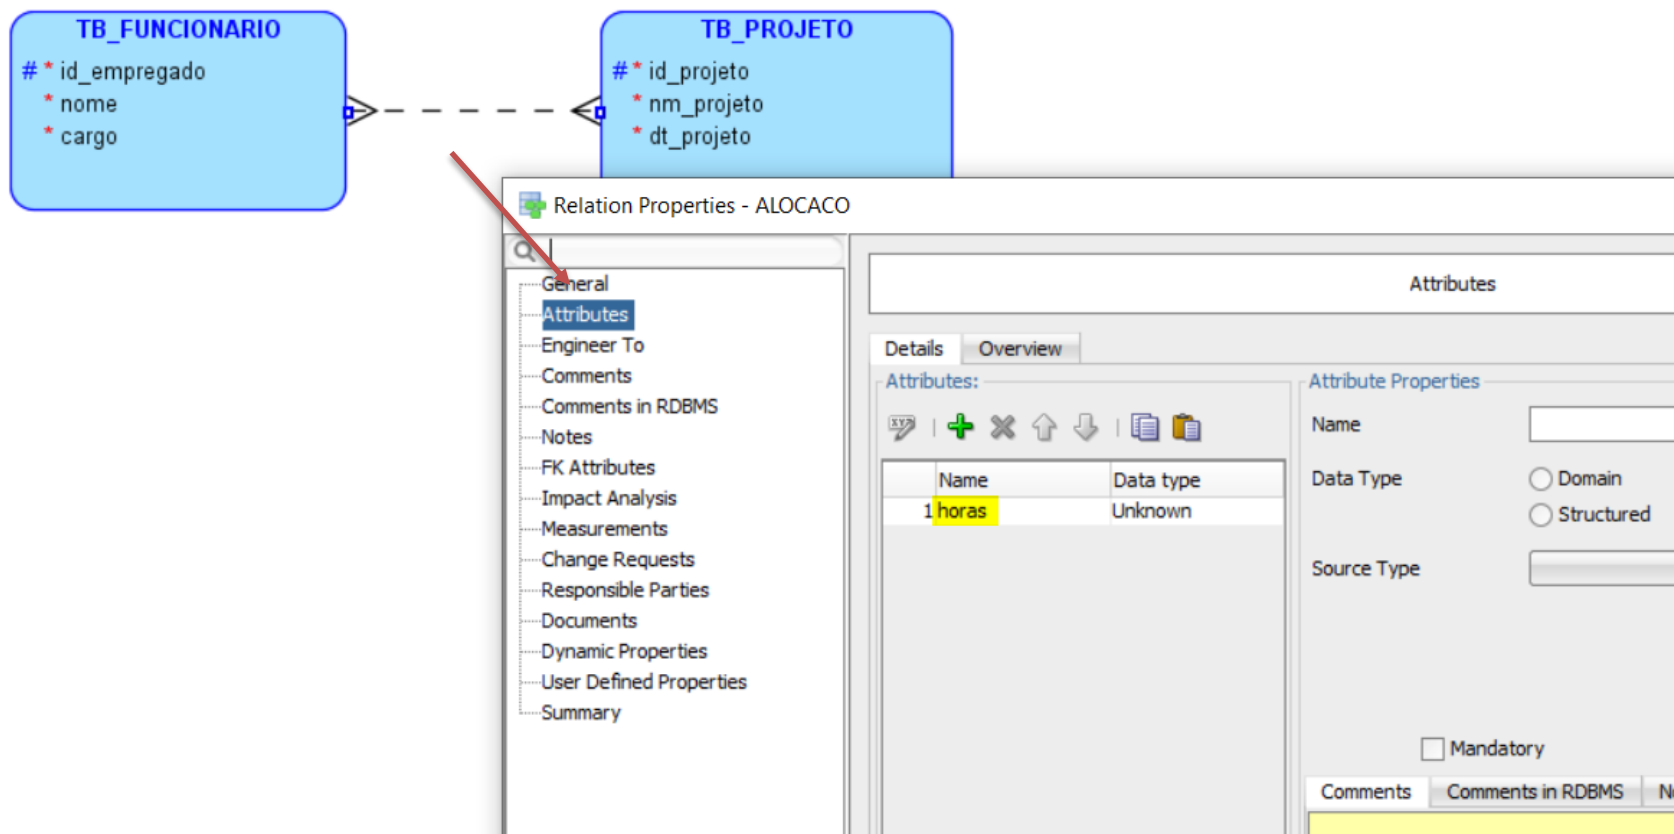 TB_FUNCIONARIO
# * id_empregado
* nome
* cargo
TB_PROJETO
# * id_projeto
* nm_projeto
* dt_projeto
Relation Properties - ALOCACO
General
Attributes
Engineer To
Comments
Comments in RDBMS
Notes
FK Attributes
Impact Analysis
Measurements
Change Requests
Responsible Parties
Documents
Dynamic Properties
User Defined Properties
Summary
Attributes
Details Overview
Attributes:
Name Data type
1 horas Unknown
Attribute Properties
Name
Data Type Domain
Structured
Source Type
Mandatory
Comments Comments in RDBMS